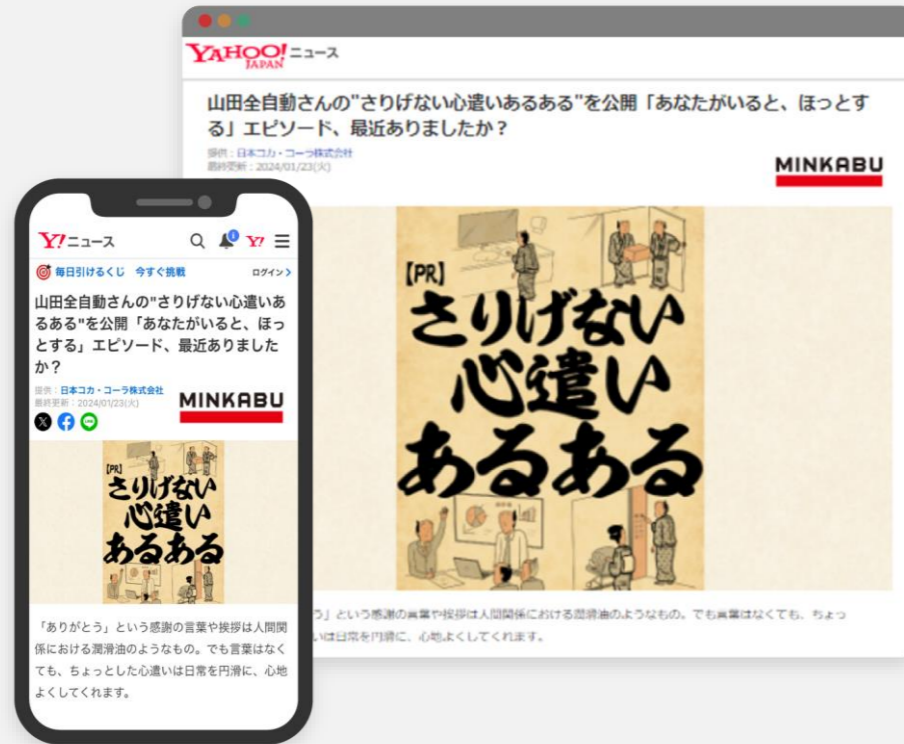 YAHOO!ニュース
JAPAN
山田全自動さんの"さりげない心遣いあるある"を公開「あなたがいると、ほっとす
る」エピソード、最近ありましたか？
提供：日本コカ・コーラ株式会社
最終更新：2024/01/23(火)
MINKABU
【PR】
さりげない
心遣い
あるある
う」という感謝の言葉や挨拶は人間関係における潤滑油のようなもの。でも言葉はなくても、ちょっ
いは日常を円滑に、心地よくしてくれます。
Y!ニュース
1
Y!
毎日引けるくじ 今すぐ挑戦
ログイン
山田全自動さんの"さりげない心遣いあ
るある"を公開「あなたがいると、ほっ
とする」エピソード、最近ありました
か？
提供：日本コカ・コーラ株式会社
最終更新：2024/01/23(火)
MINKABU
【PR】
さりげない
心遣い
あるある
「ありがとう」という感謝の言葉や挨拶は人間関
係における潤滑油のようなもの。でも言葉はなく
ても、ちょっとした心遣いは日常を円滑に、心地
よくしてくれます。